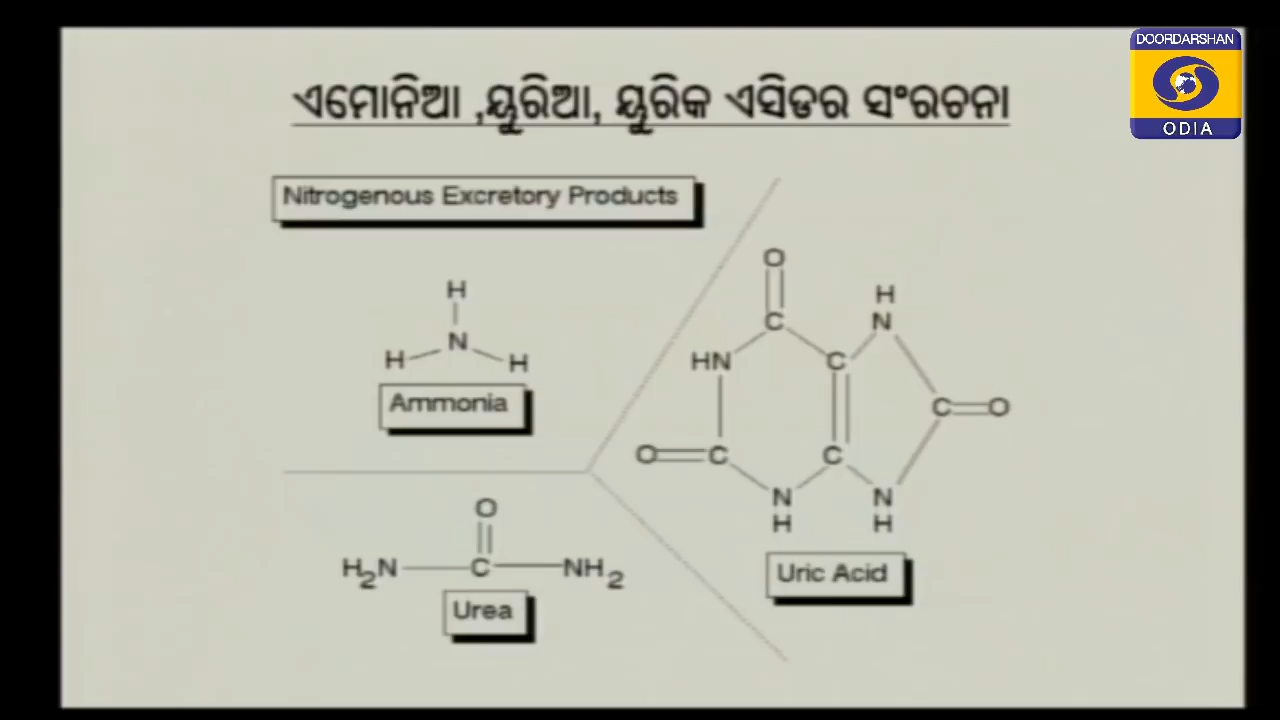 DOORDARSHAN
ODIA
ଏମୋନିଆ ,ୟୁରିଆ, ୟୁରିକ ଏସିଡର ସଂରଚନା
Nitrogenous Excretory Products
H
N
H H
Ammonia
O
H₂N C NH₂
Urea
O
H
C N
HN C
C O
O C C
N N
H H
Uric Acid